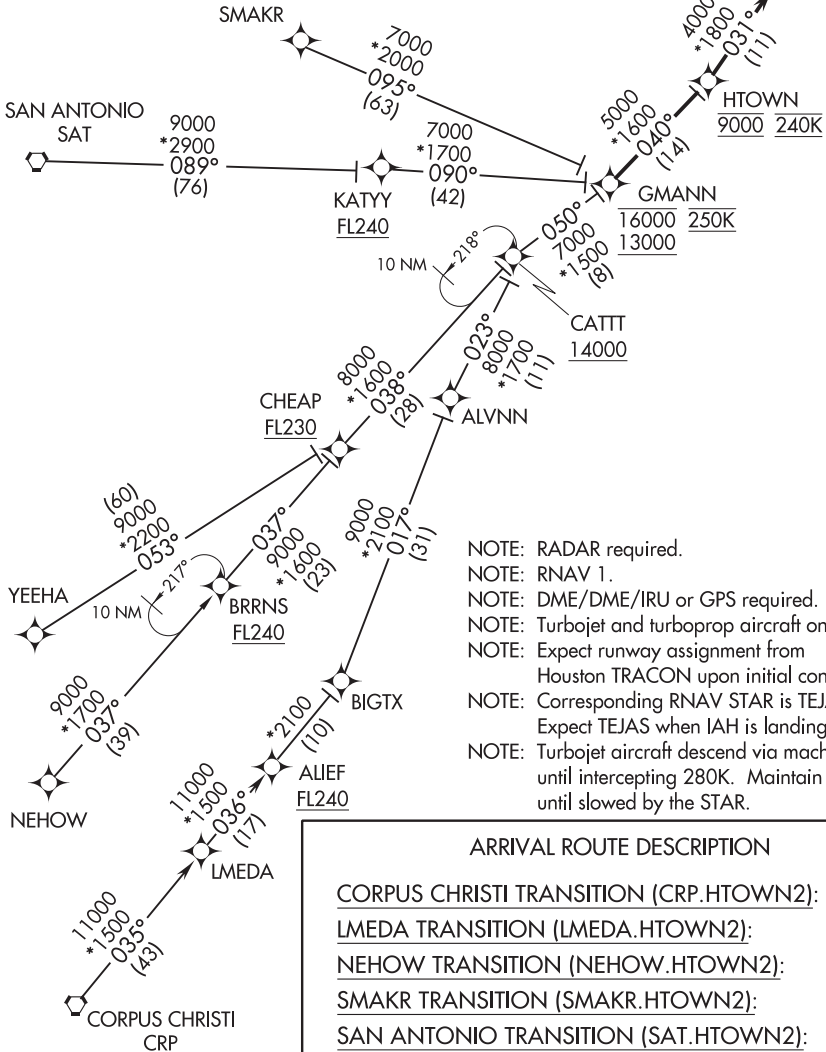 SMAKR
7000
*2000
095°
(63)
4000
*1800
031°
(11)
HTOWN
9000 240K
SAN ANTONIO
SAT
9000
*2900
089°
(76)
7000
*1700
090°
(42)
KATYY
FL240
5000
*1600
040°
(14)
GMANN
16000 250K
13000
050°
7000
*1500
(8)
10 NM
218°
CATTT
14000
023°
8000
*1700
(11)
8000
*1600
038°
(28)
CHEAP
FL230
ALVNN
(60)
9000
*2200
053°
037°
9000
*1600
(23)
9000
*2100
017°
(31)
YEEHA
10 NM
217°
BRRNS
FL240
NOTE: RADAR required.
NOTE: RNAV 1.
NOTE: DME/DME/IRU or GPS required.
NOTE: Turbojet and turboprop aircraft
NOTE: Expect runway assignment from
Houston TRACON upon initial
NOTE: Corresponding RNAV STAR is
Expect TEJAS when IAH is landing
NOTE: Turbojet aircraft descend via
until intercepting 280K. Maintain
until slowed by the STAR.
9000
*1700
037°
(39)
NEHOW
BIGTX
*2100
(10)
ALIEF
FL240
11000
*1500
036°
(17)
LMEDA
11000
*1500
035°
(43)
CORPUS CHRISTI
CRP
ARRIVAL ROUTE DESCRIPTION
CORPUS CHRISTI TRANSITION (CRP.HTOWN2):
LMEDA TRANSITION (LMEDA.HTOWN2):
NEHOW TRANSITION (NEHOW.HTOWN2):
SMAKR TRANSITION (SMAKR.HTOWN2):
SAN ANTONIO TRANSITION (SAT.HTOWN2):